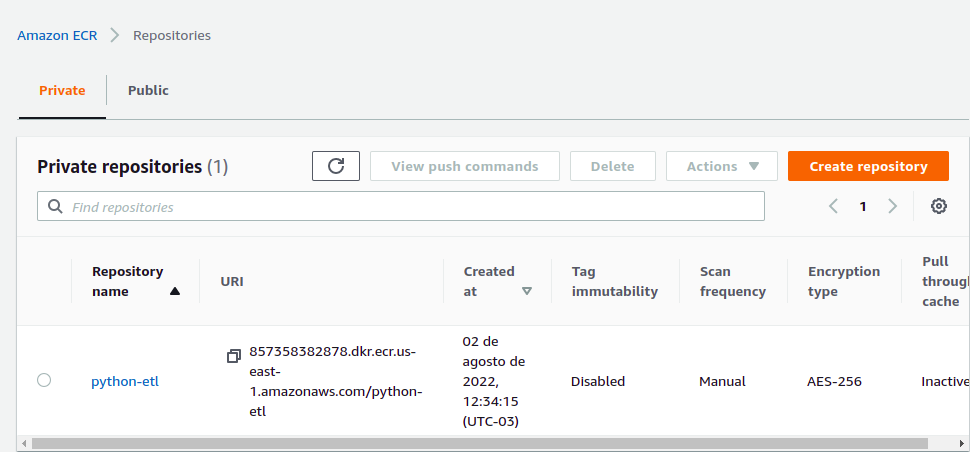 Amazon ECR > Repositories
Private
Public
Private repositories (1)
View push commands
Delete
Actions
Create repository
Find repositories
1
Repository
name
URI
Created
at
Tag
immutability
Scan
frequency
Encryption
type
Pull
through
cache
python-etl
857358382878.dkr.ecr.us-
east-
1.amazonaws.com/python-
etl
02 de
agosto de
2022,
12:34:15
(UTC-03)
Disabled
Manual
AES-256
Inactive